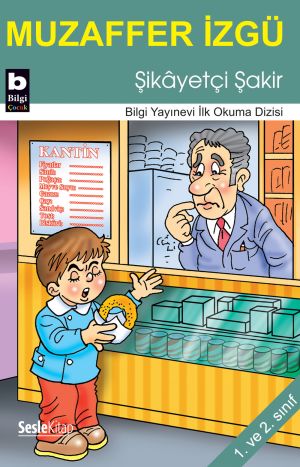 MUZAFFER İZGÜ
Şikâyetçi Şakir
b
Bilgi
Çocuk
Bilgi Yayınevi İlk Okuma Dizisi
KANTİN
Fiyatlar
Simit
Poğaça
Meyve Suyu
Gazoz
Çay
Sandviç
Tost
Bisküvi
SesleKitap
1. ve 2. sınıf